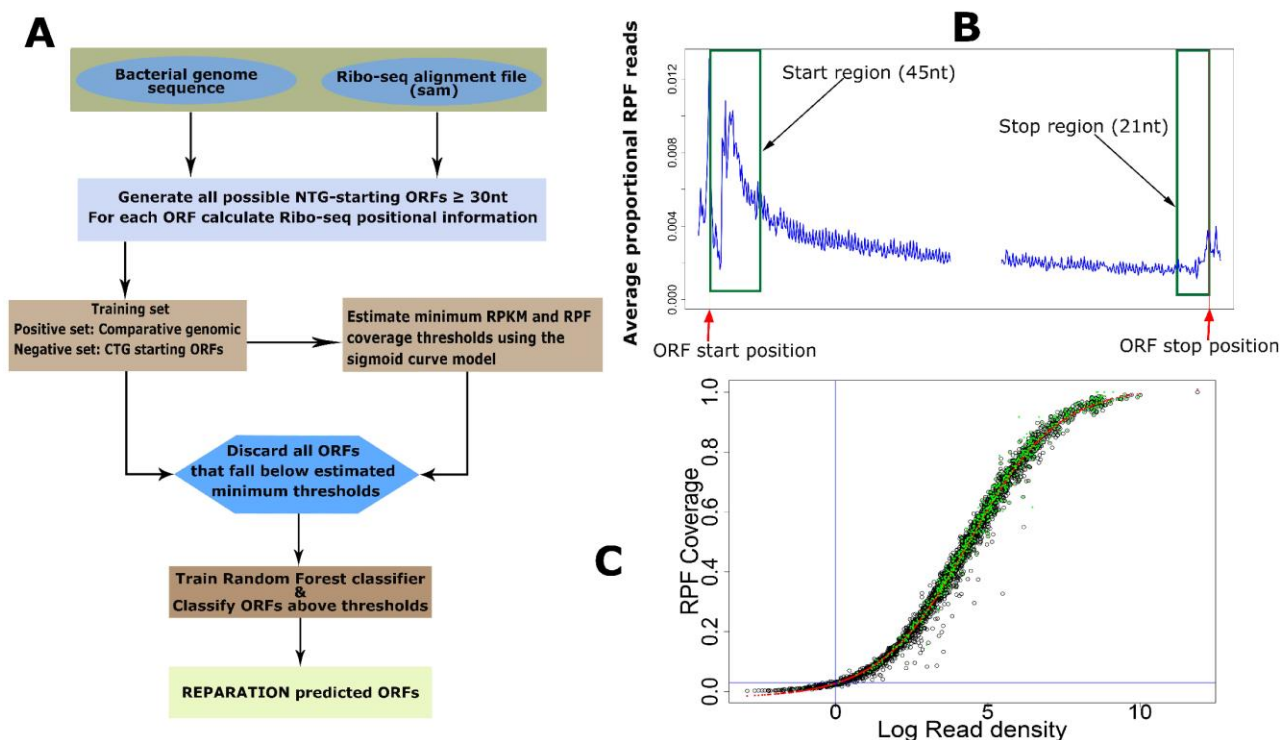 A
Bacterial genome
sequence
Ribo-seq alignment file
(sam)
Generate all possible NTG-starting ORFs ≥ 30nt
For each ORF calculate Ribo-seq positional information
Training set
Positive set: Comparative genomic
Negative set: CTG starting ORFs
Estimate minimum RPKM and RPF
coverage thresholds using the
sigmoid curve model
Discard all ORFs
that fall below estimated
minimum thresholds
Train Random Forest classifier
&
Classify ORFs above thresholds
REPARATION predicted ORFs
B
Average proportional RPF reads
0.012
0.008
0.004
0.000
Start region (45nt)
Stop region (21nt)
ORF start position
ORF stop position
C
RPF Coverage
1.0
0.8
0.6
0.4
0.2
0.0
0
5
10
Log Read density